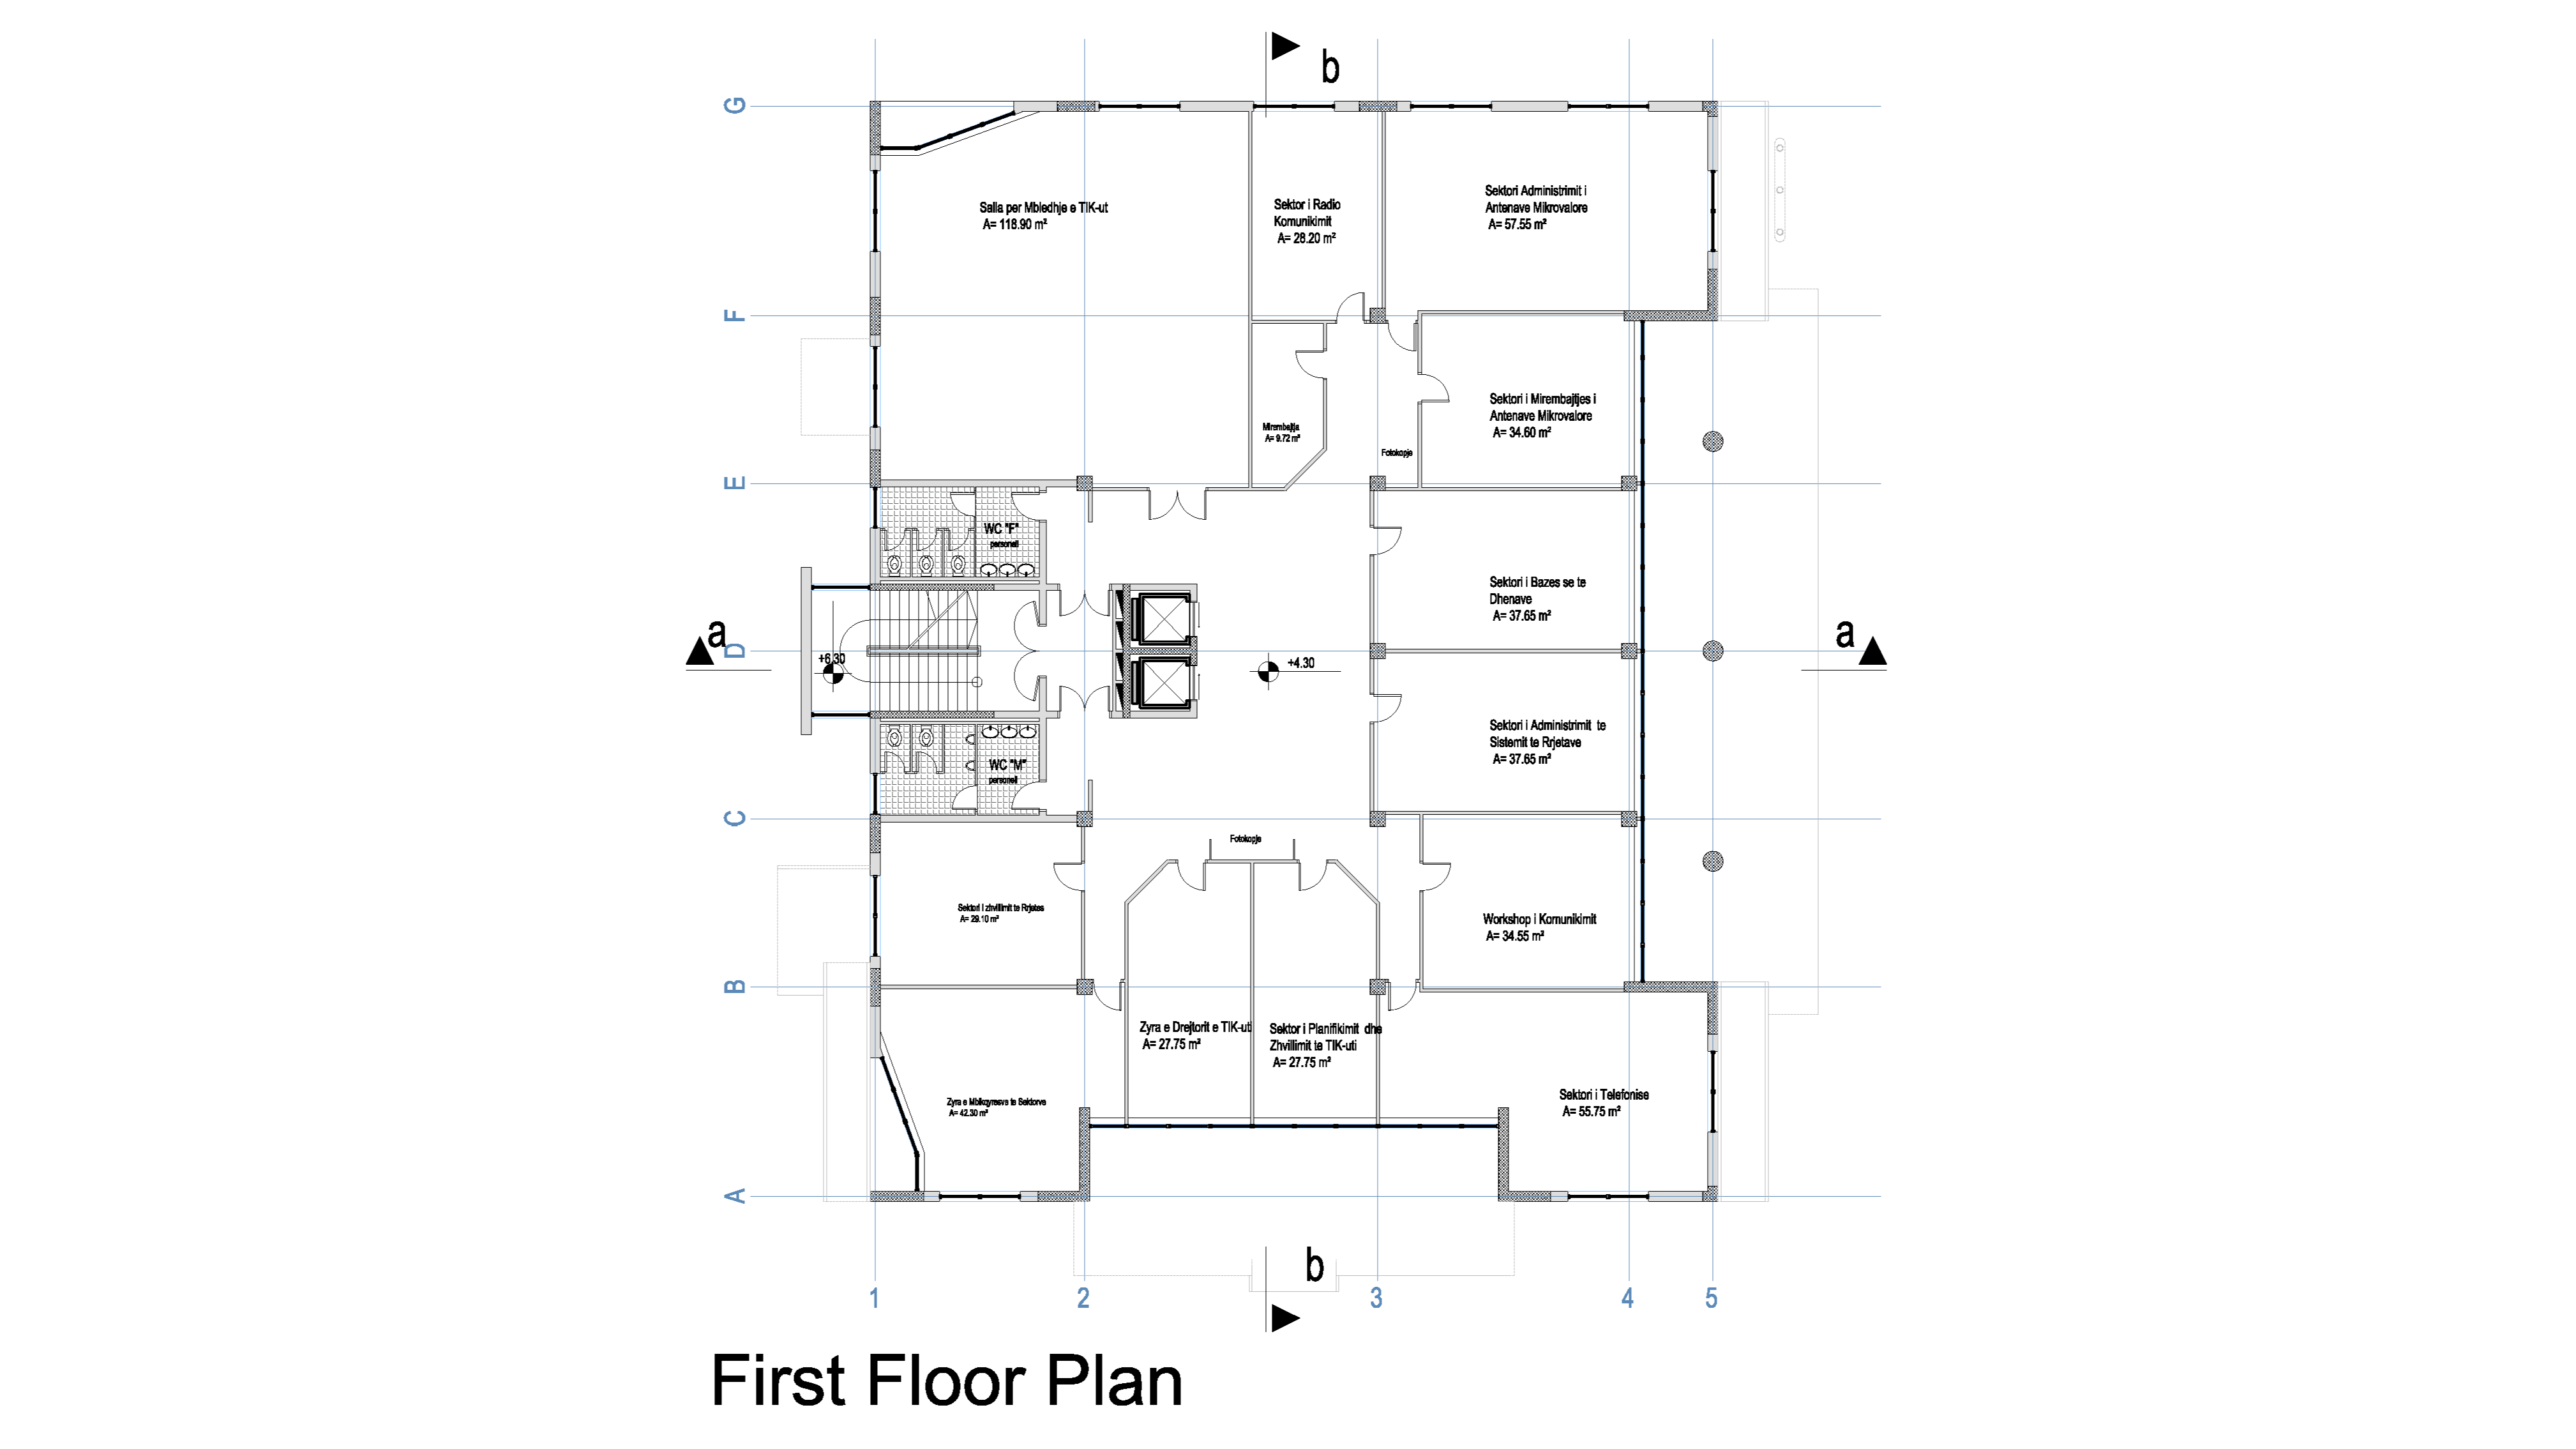 b
G
Salla per Mbledhje e TIK-ut
A= 118.90 m²
Sektor i Radio
Komunikimit
A= 28.20 m²
Sektori Administrimit i
Antenave Mikrovalore
A= 57.55 m²
F
Sektori i Mirembajtjes i
Antenave Mikrovalore
A= 34.60 m²
Mirembajtja
A= 9.72 m²
Fotokopje
E
WC "F"
personeli
Sektori i Bazes se te
Dhenave
A= 37.65 m²
a
D
a
+6.30
+4.30
Sektori i Administrimit te
Sistemit te Rrjetave
A= 37.65 m²
WC "M"
personeli
C
Fotokopje
Sektori i zhvillimit te Rrjetes
A= 29.10 m²
Workshop i Komunikimit
A= 34.55 m²
B
Zyra e Drejtorit e TIK-uti
A= 27.75 m²
Sektor i Planifikimit dhe
Zhvillimit te TIK-uti
A= 27.75 m²
Zyra e Mbikqyresve te Sektorve
A= 42.30 m²
Sektori i Telefonise
A= 55.75 m²
A
b
1
2
3
4
5
First Floor Plan